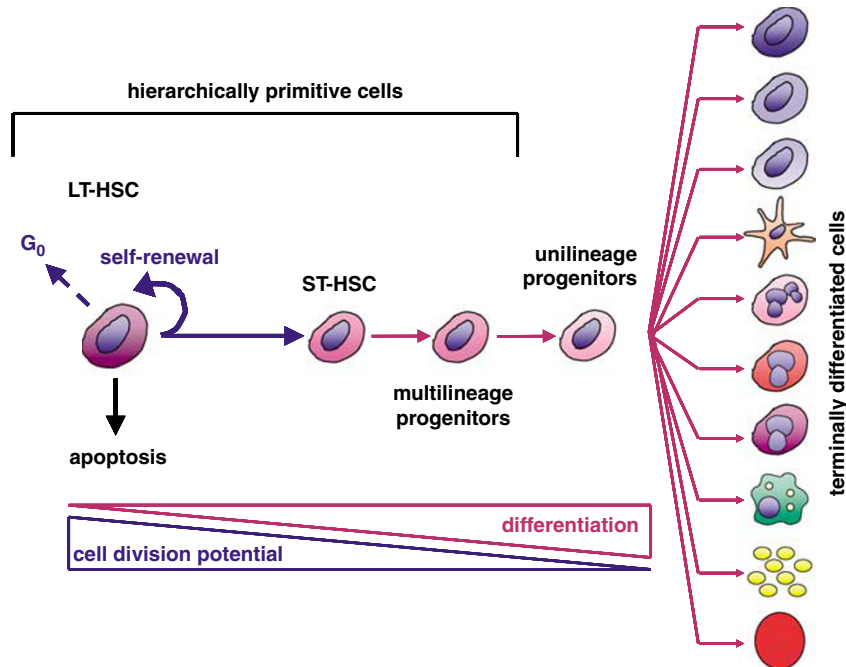 hierarchically primitive cells
LT-HSC
G0
self-renewal
ST-HSC
unilineage
progenitors
multilineage
progenitors
apoptosis
differentiation
cell division potential
terminally differentiated cells